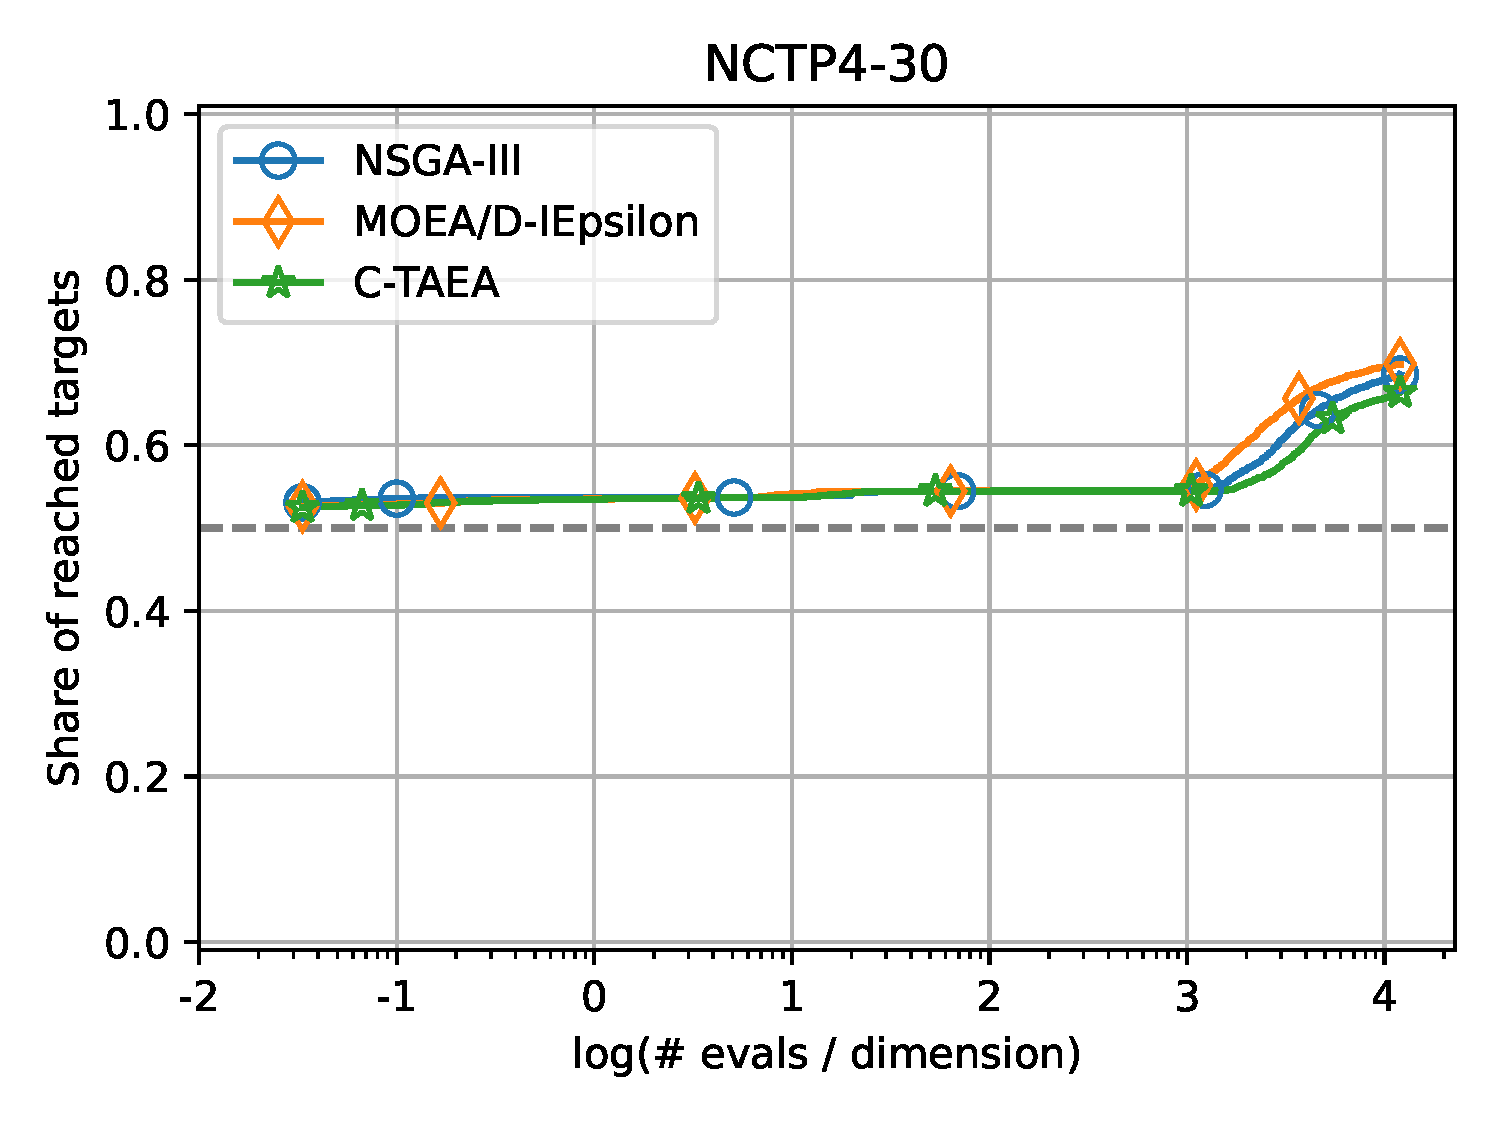 NCTP4-30
NSGA-III
MOEA/D-IEpsilon
C-TAEA
Share of reached targets
1.0
0.8
0.6
0.4
0.2
0.0
-2 -1 0 1 2 3 4
log(# evals / dimension)